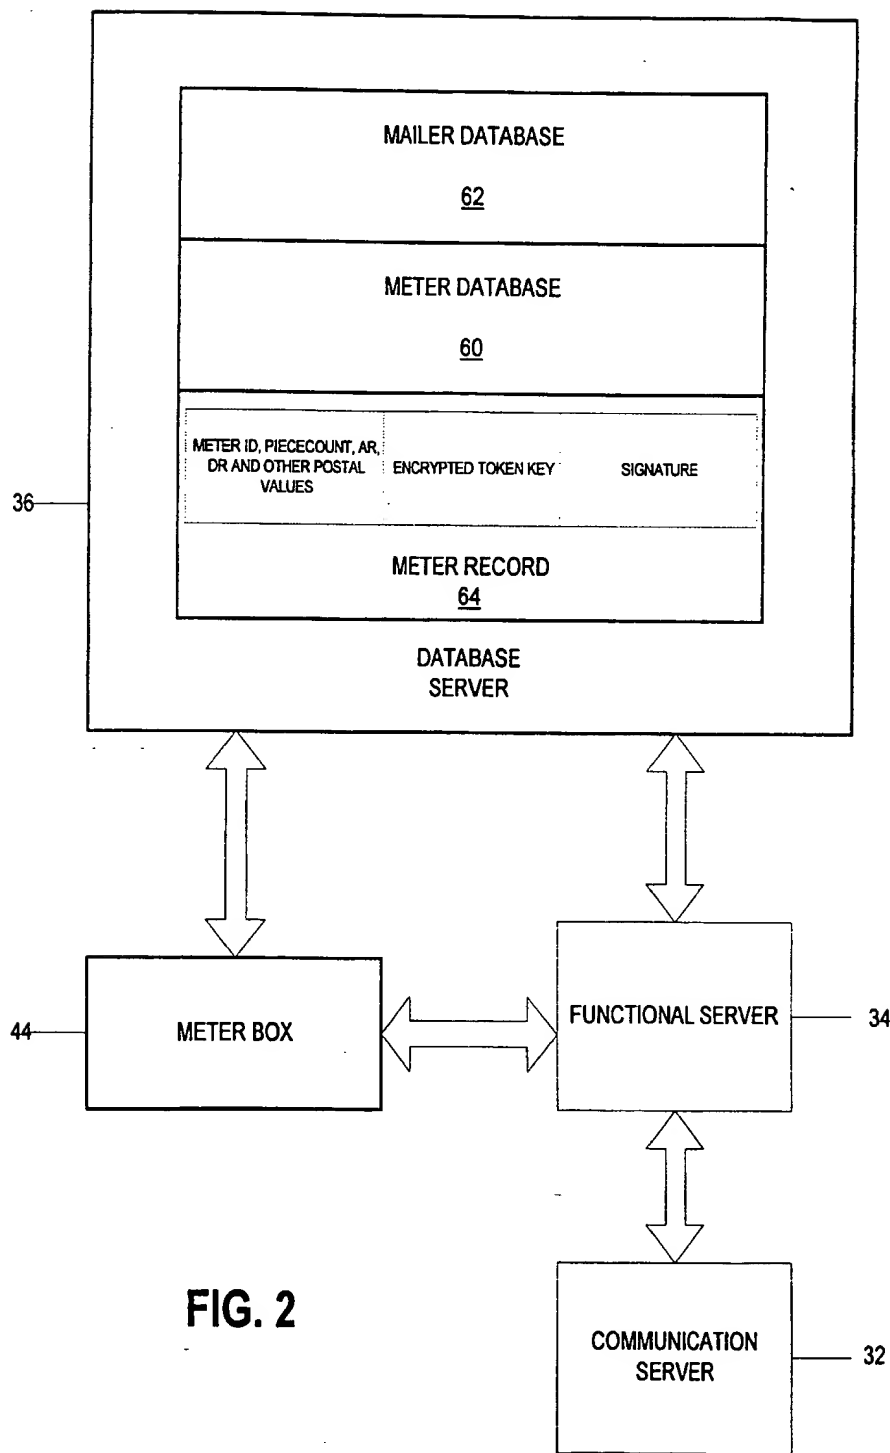 MAILER DATABASE
62
METER DATABASE
60
METER ID, PIECECOUNT, AR,
DR AND OTHER POSTAL
VALUES
ENCRYPTED TOKEN KEY
SIGNATURE
36
METER RECORD
64
DATABASE
SERVER
44
METER BOX
FUNCTIONAL SERVER
34
FIG. 2
COMMUNICATION
SERVER
32